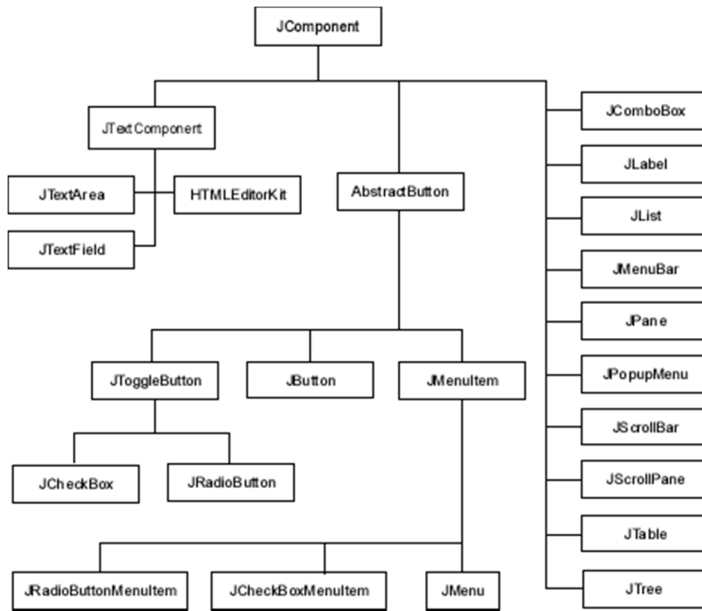 JComponent
JTextComponent
JTextArea
HTMLEditorKit
JTextField
AbstractButton
JToggleButton
JButton
JMenuItem
JCheckBox
JRadioButton
JRadioButtonMenuItem
JCheckBoxMenuItem
JMenu
JComboBox
JLabel
JList
JMenuBar
JPane
JPopupMenu
JScrollBar
JScrollPane
JTable
JTree